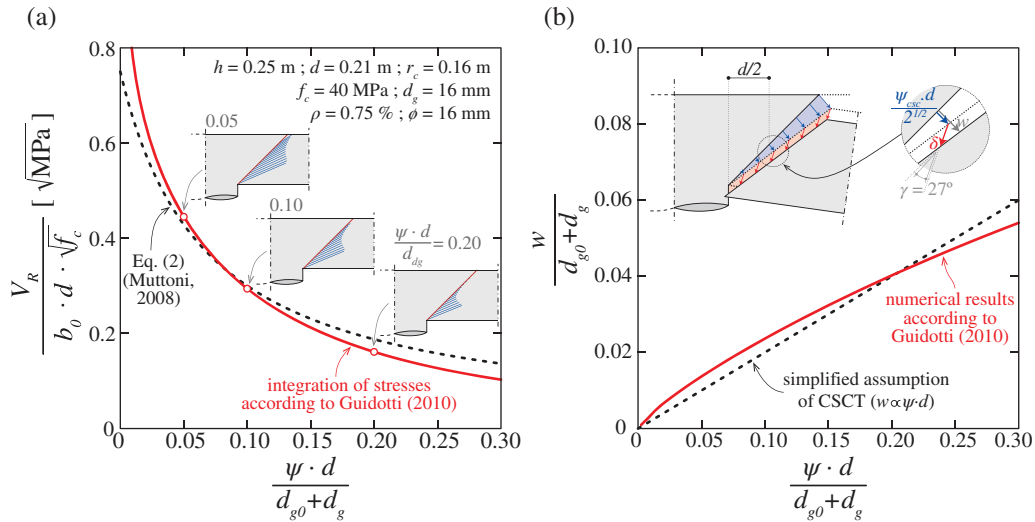 (a)
V_R
b_0 · d · √f_c
[ √MPa ]
0.8
0.6
0.4
0.2
0
h = 0.25 m ; d = 0.21 m ; r_c = 0.16 m
f_c = 40 MPa ; d_g = 16 mm
ρ = 0.75 % ; ϕ = 16 mm
0.05
0.10
ψ · d
d_dg
= 0.20
Eq. (2)
(Muttoni,
2008)
integration of stresses
according to Guidotti (2010)
0
0.05
0.10
0.15
0.20
0.25
0.30
ψ · d
d_g0+d_g
(b)
w
d_g0+d_g
0.10
0.08
0.06
0.04
0.02
0.00
d/2
ψ_csc.d
2^1/2
w
δ
γ = 27°
numerical results
according to
Guidotti (2010)
simplified assumption
of CSCT (w∝ψ·d)
0
0.05
0.10
0.15
0.20
0.25
0.30
ψ · d
d_g0+d_g